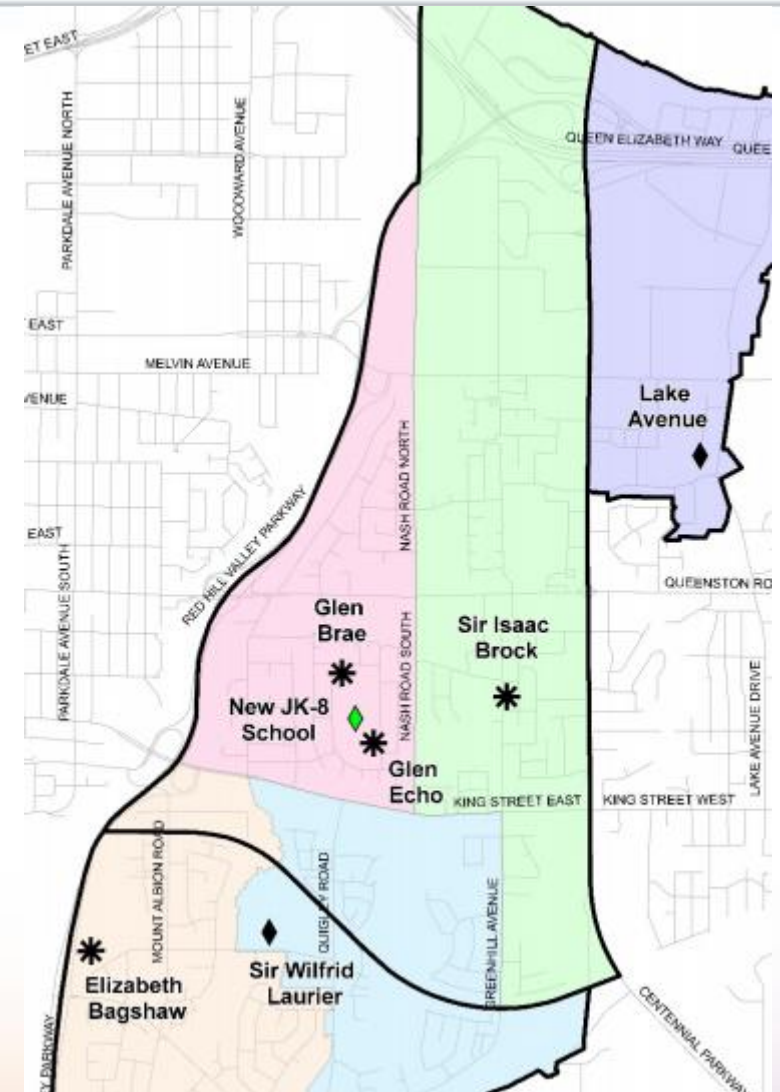 ET EAST
PARKDALE AVENUE NORTH
WOODWARD AVENUE
QUEEN ELIZABETH WAY
QUEE
EAST
MELVIN AVENUE
VENUE
Lake
Avenue
NASH ROAD NORTH
RED HILL VALLEY PARKWAY
EAST
PARKDALE AVENUE SOUTH
QUEENSTON RO
Glen
Brae
Sir Isaac
Brock
NASH ROAD SOUTH
New JK-8
School
LAKE AVENUE DRIVE
Glen
Echo
KING STREET EAST
KING STREET WEST
MOUNT ALBION ROAD
QUIGLEY ROAD
GREENHILL AVENUE
Sir Wilfrid
Laurier
Elizabeth
Bagshaw
CENTENNIAL PARKWAY
Y PARKWAY